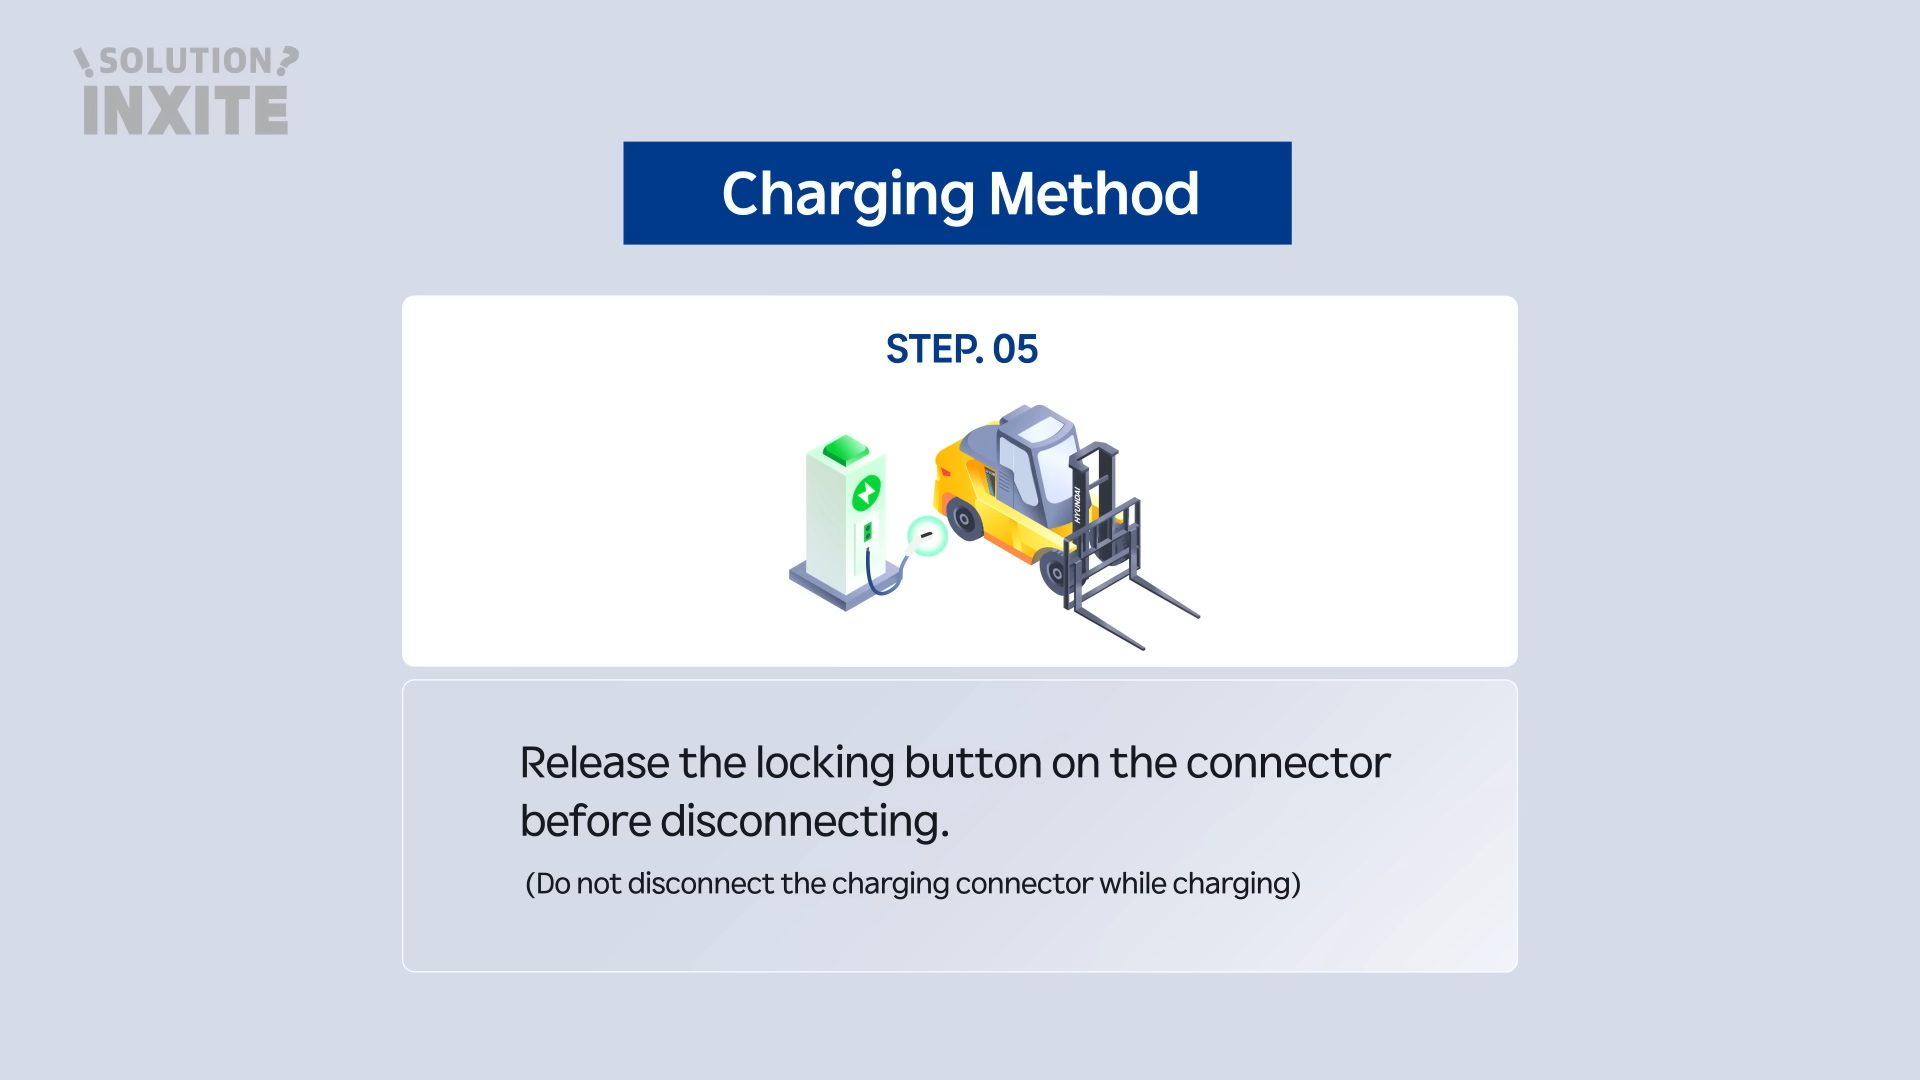 ! SOLUTION ?
INXITE
Charging Method
STEP. 05
HYUNDAI
Release the locking button on the connector
before disconnecting.
(Do not disconnect the charging connector while charging)